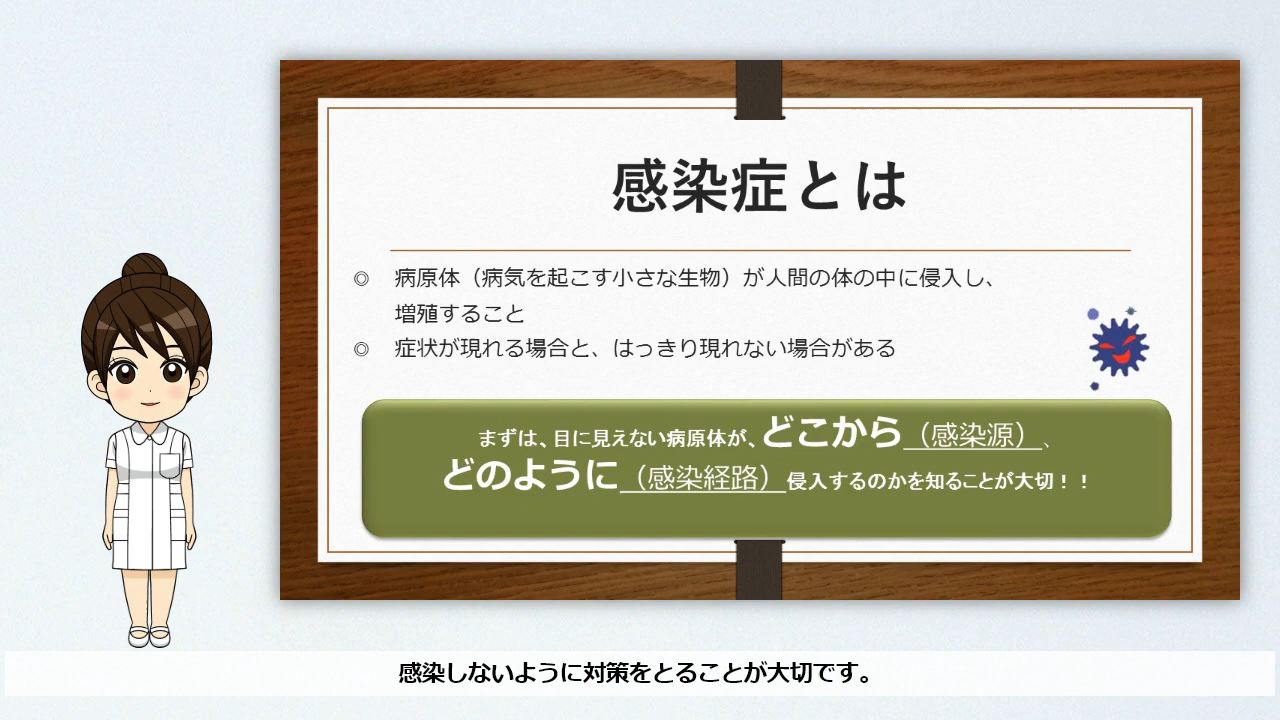 感染症とは
◎ 病原体（病気を起こす小さな生物）が人間の体の中に侵入し、
増殖すること
◎ 症状が現れる場合と、はっきり現れない場合がある
まずは、目に見えない病原体が、どこから（感染源）、
どのように（感染経路）侵入するのかを知ることが大切！！
感染しないように対策をとることが大切です。